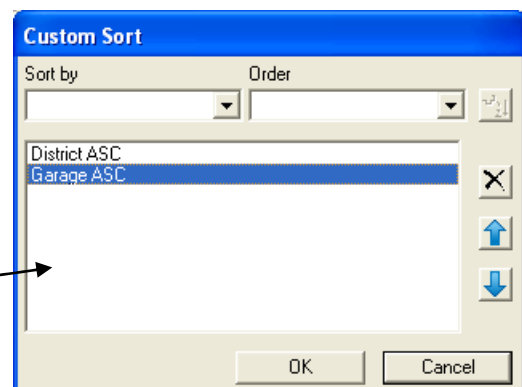 Custom Sort
Sort by Order
District ASC
Garage ASC
OK Cancel